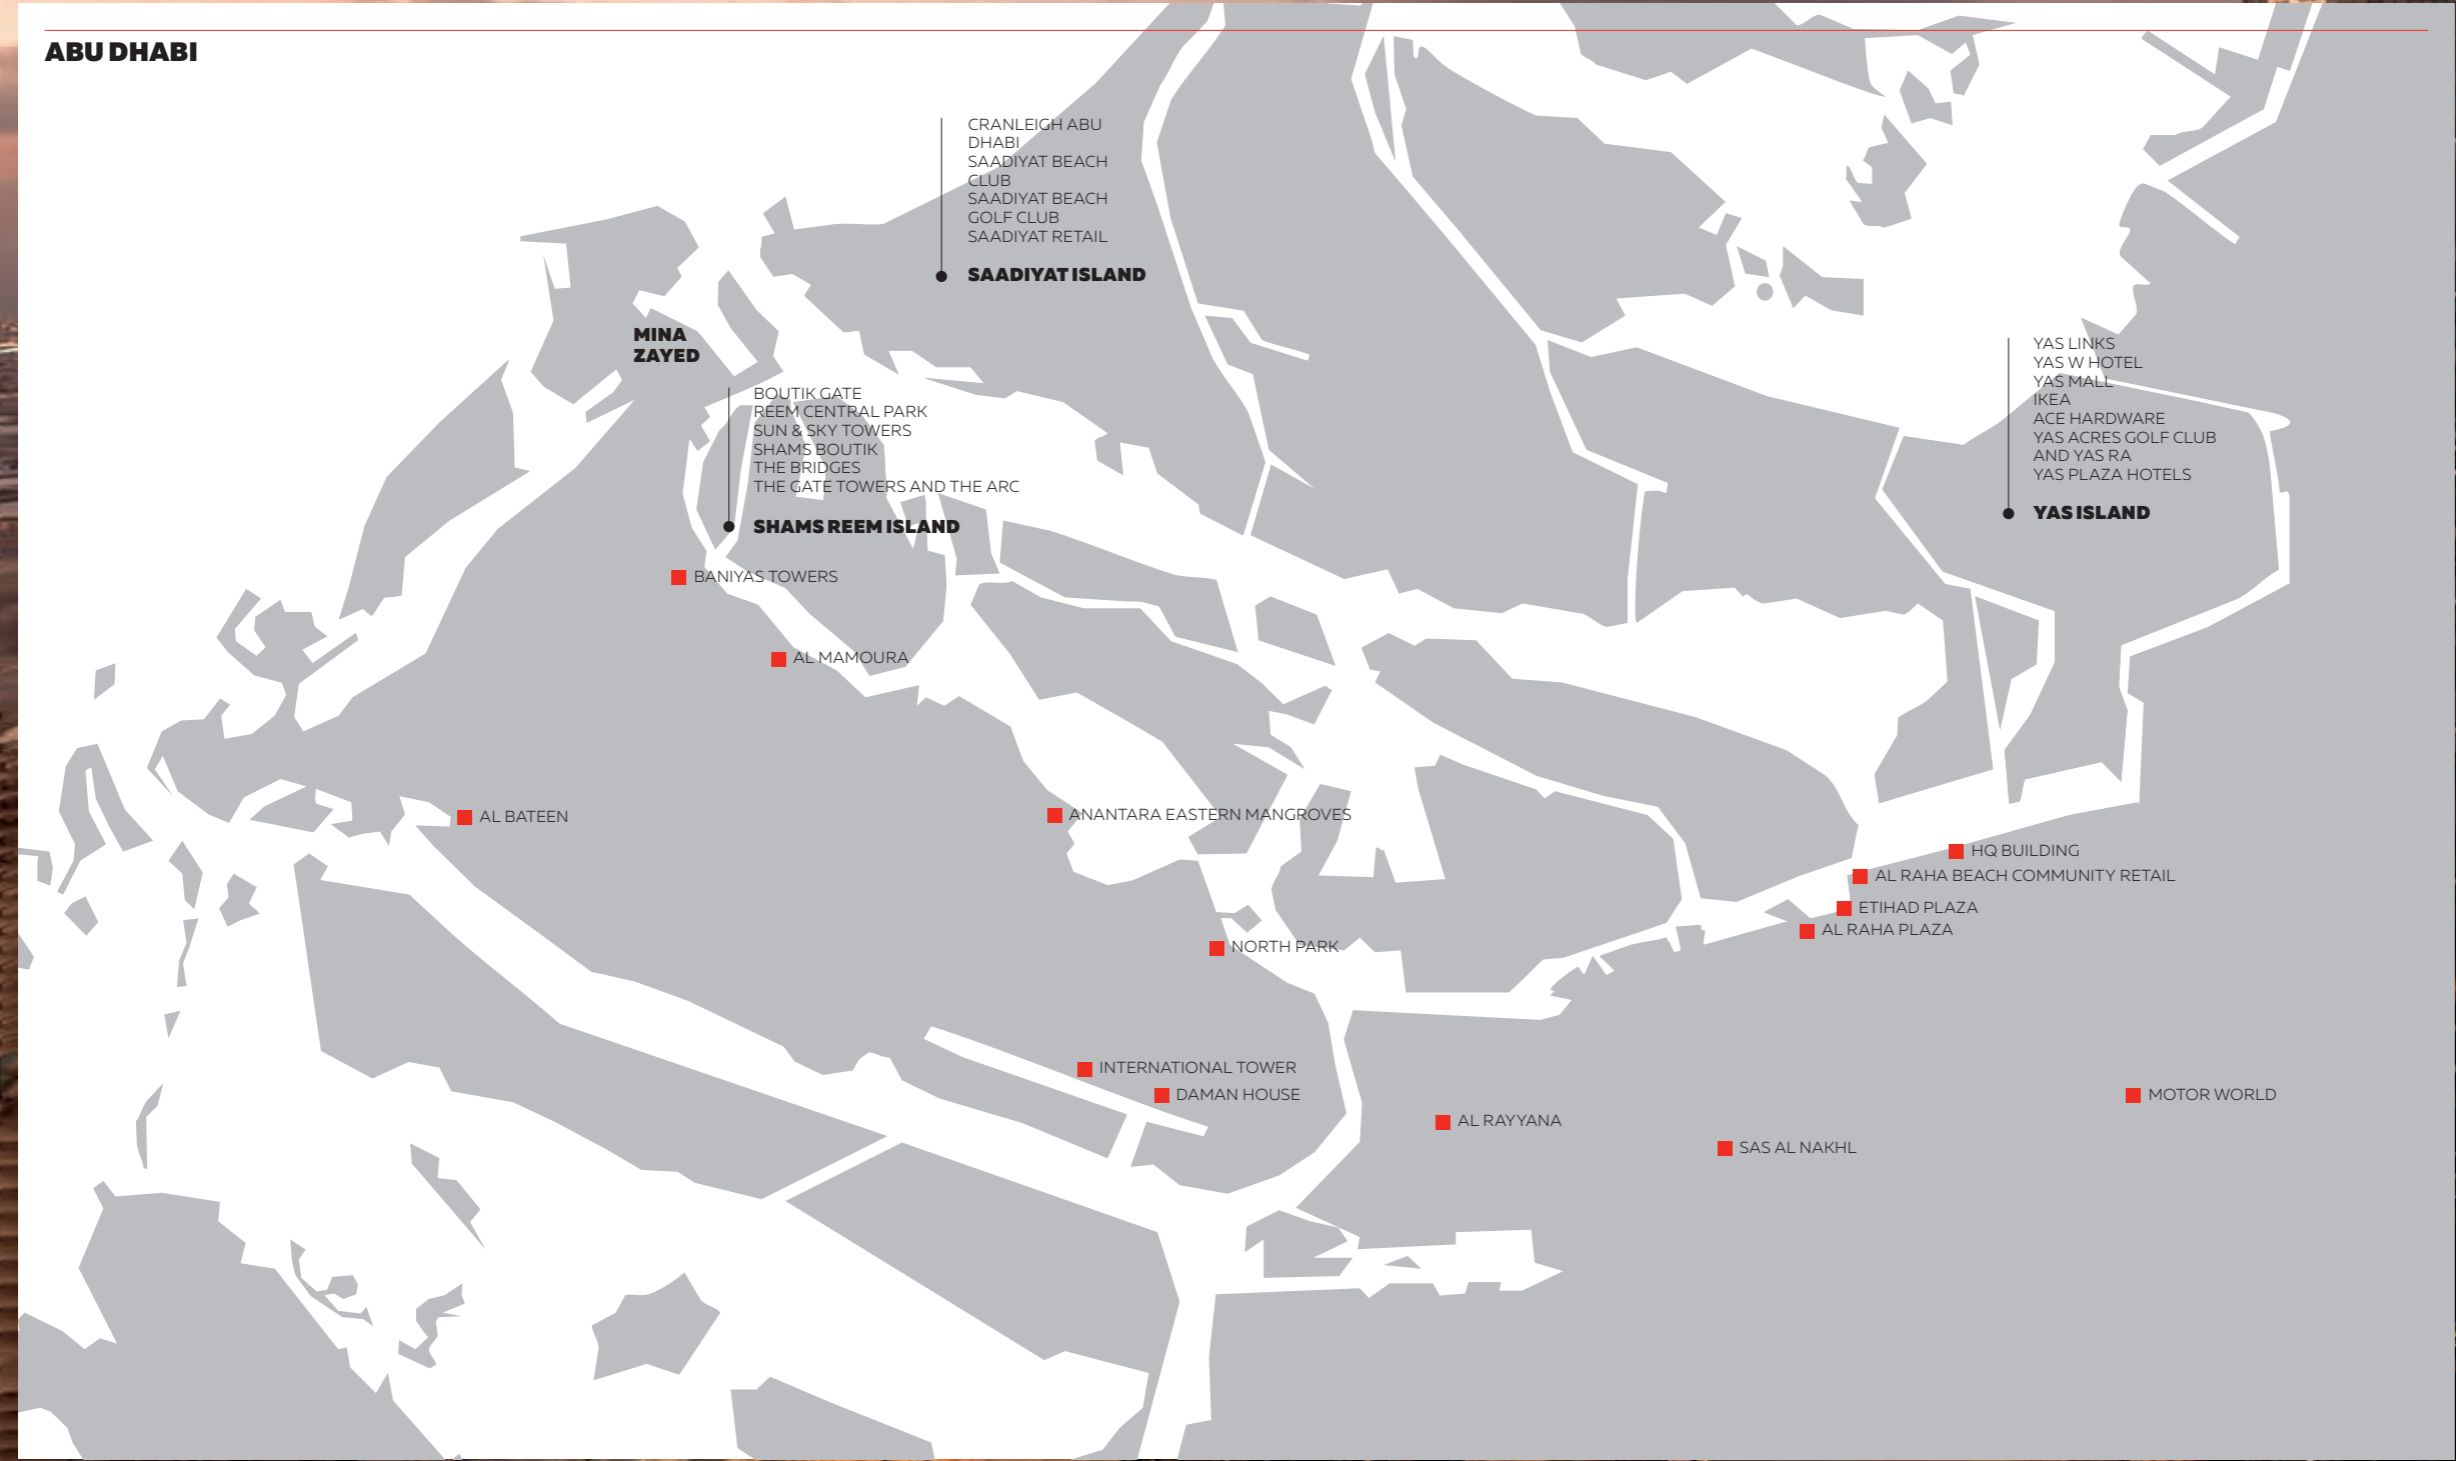 ABU DHABI
CRANLEIGH ABU
DHABI
SAADIYAT BEACH
CLUB
SAADIYAT BEACH
GOLF CLUB
SAADIYAT RETAIL
SAADIYAT ISLAND
MINA
ZAYED
BOUTIK GATE
REEM CENTRAL PARK
SUN & SKY TOWERS
SHAMS BOUTIK
THE BRIDGES
THE GATE TOWERS AND THE ARC
SHAMS REEM ISLAND
YAS LINKS
YAS W HOTEL
YAS MALL
IKEA
ACE HARDWARE
YAS ACRES GOLF CLUB
AND YAS RA
YAS PLAZA HOTELS
YAS ISLAND
BANIYAS TOWERS
AL MAMOURA
AL BATEEN
ANANTARA EASTERN MANGROVES
HQ BUILDING
AL RAHA BEACH COMMUNITY RETAIL
ETIHAD PLAZA
AL RAHA PLAZA
NORTH PARK
INTERNATIONAL TOWER
DAMAN HOUSE
AL RAYYANA
SAS AL NAKHL
MOTOR WORLD